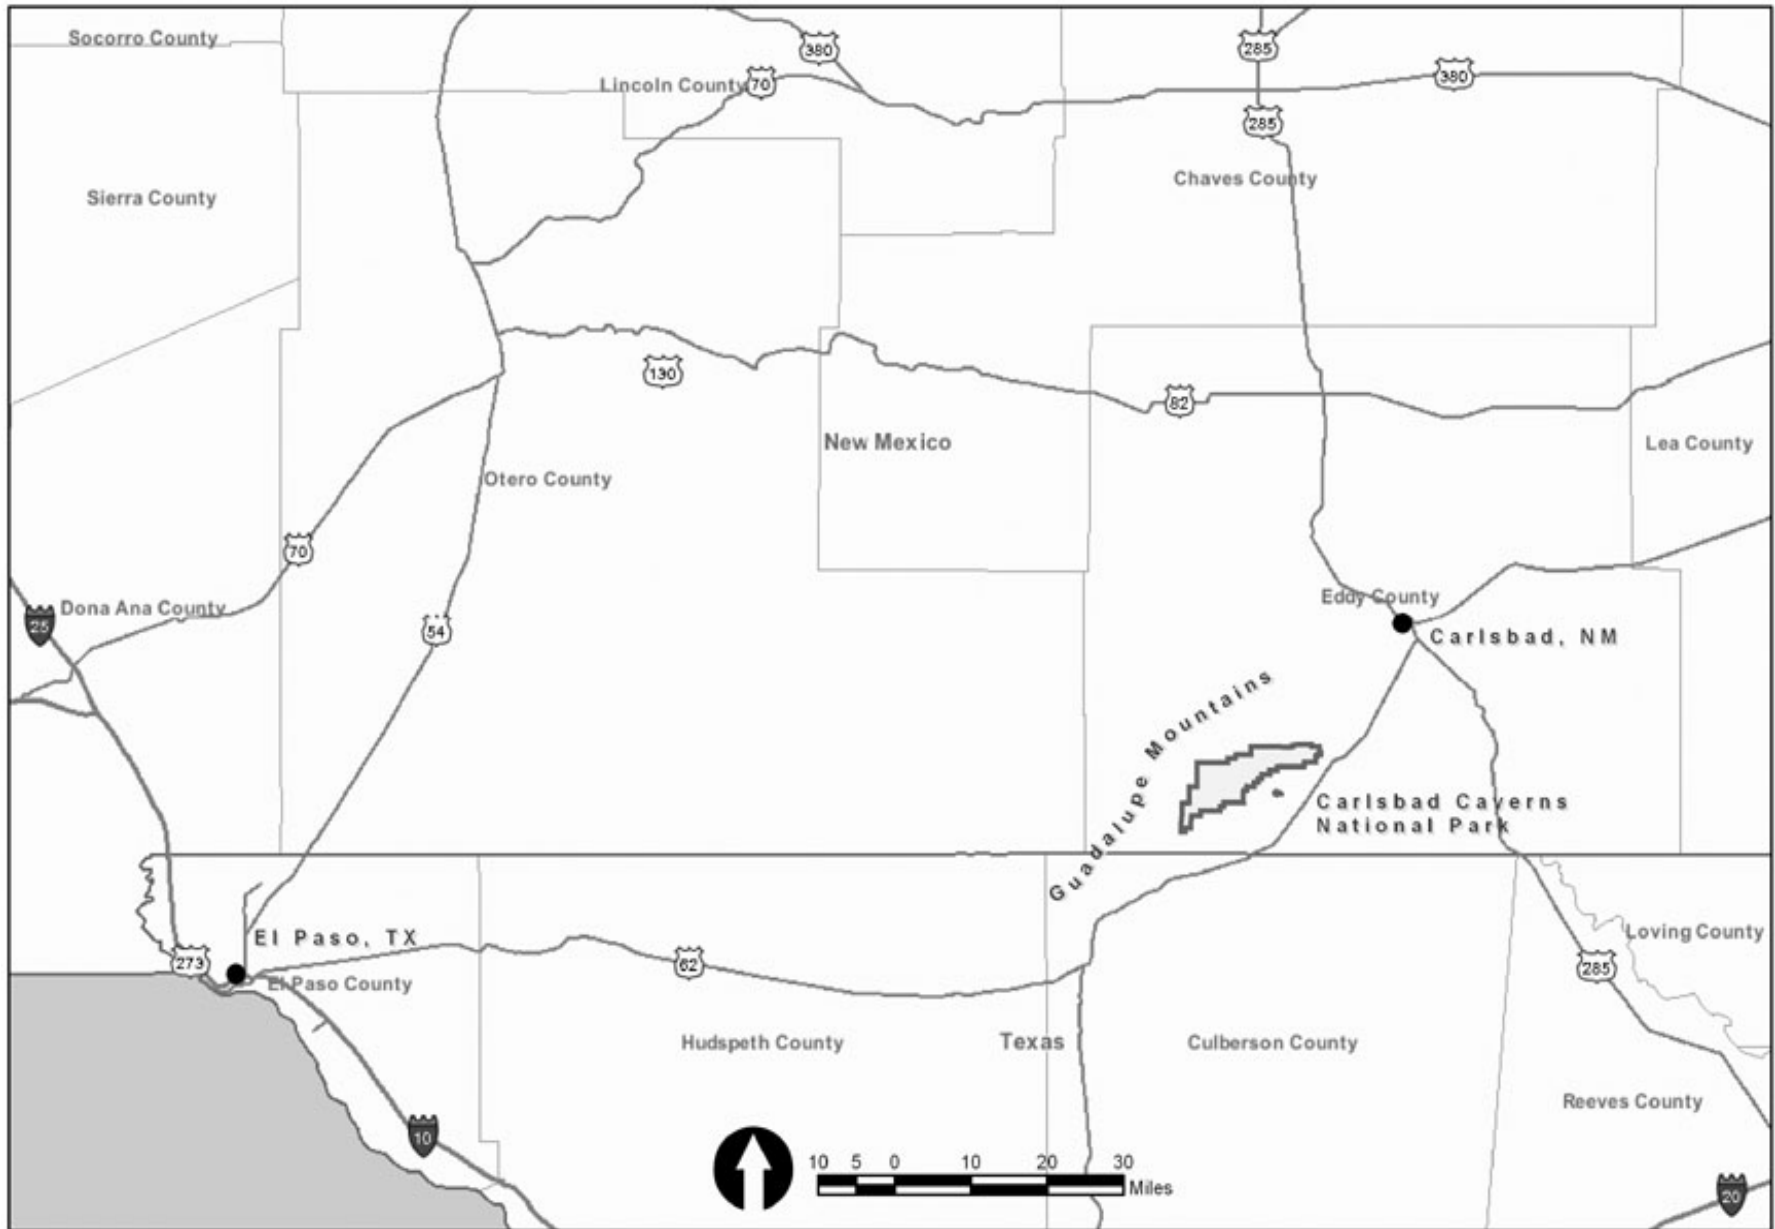 Socorro County
380
285
Lincoln County
70
380
285
Chaves County
Sierra County
130
82
New Mexico
Lea County
Otero County
70
Eddy County
25
Dona Ana County
54
Carlsbad, NM
Guadalupe Mountains
Carlsbad Caverns
National Park
El Paso, TX
Loving County
273
62
285
El Paso County
Hudspeth County
Texas
Culberson County
Reeves County
10
10 5 0 10 20 30
Miles
20